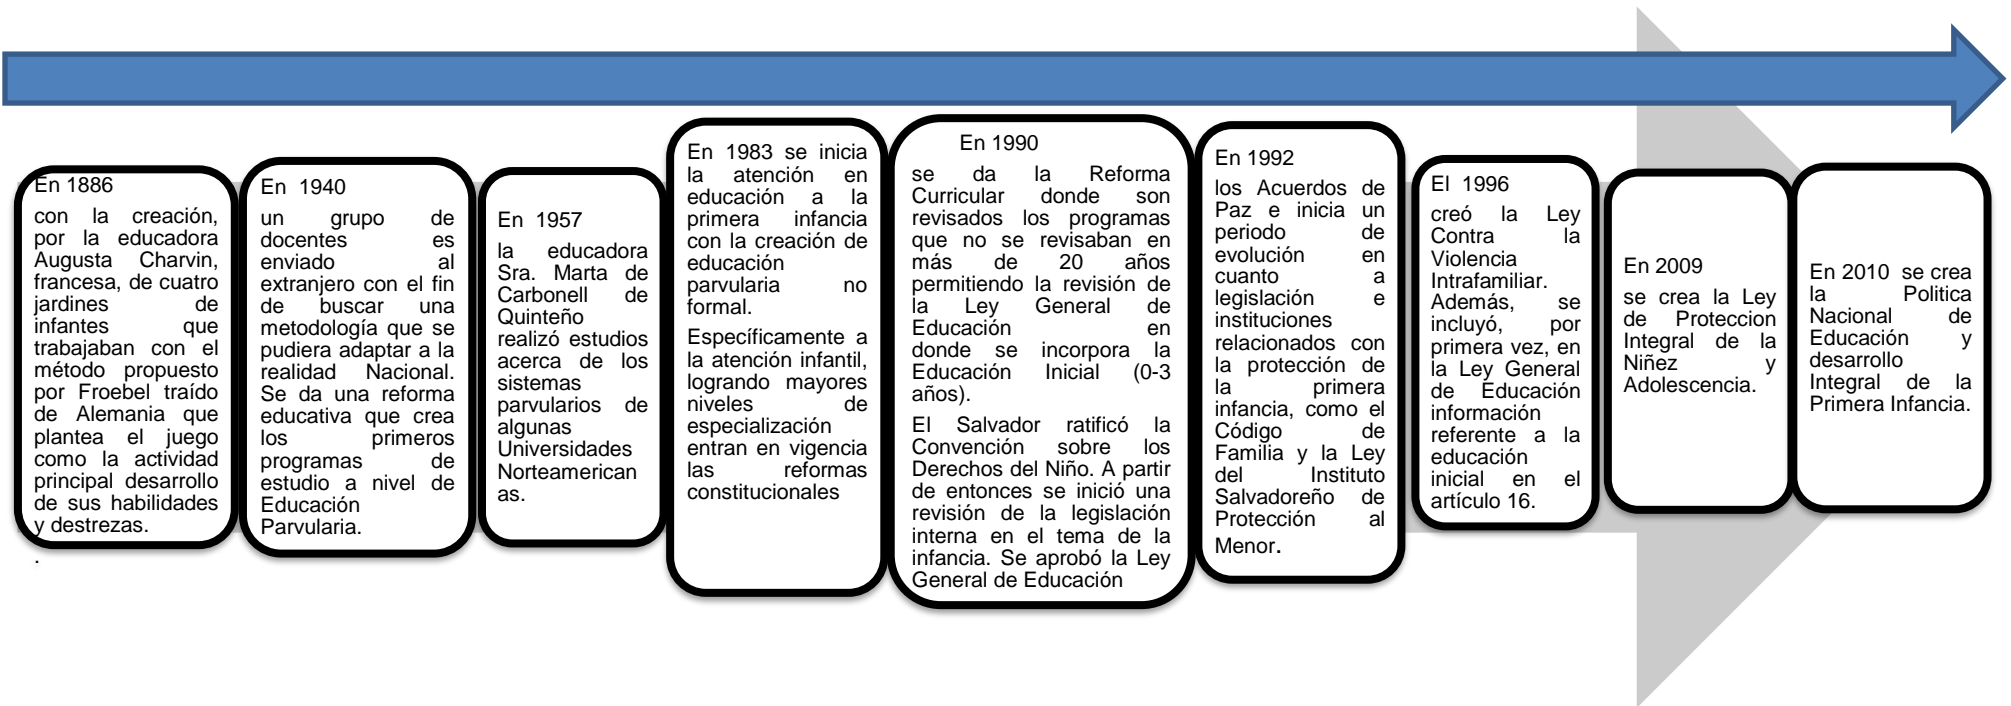 En 1886
con la creación,
por la educadora
Augusta Charvin,
francesa, de cuatro
jardines de
infantes que
trabajaban con el
método propuesto
por Froebel traído
de Alemania que
plantea el juego
como la actividad
principal desarrollo
de sus habilidades
y destrezas.
.
En 1940
un grupo de
docentes es
enviado al
extranjero con el fin
de buscar una
metodología que se
pudiera adaptar a la
realidad Nacional.
Se da una reforma
educativa que crea
los primeros
programas de
estudio a nivel de
Educación
Parvularia.
En 1957
la educadora
Sra. Marta de
Carbonell de
Quinteño
realizó estudios
acerca de los
sistemas
parvularios de
algunas
Universidades
Norteamerican
as.
En 1983 se inicia
la atención en
educación a la
primera infancia
con la creación de
educación
parvularia no
formal.
Específicamente a
la atención infantil,
logrando mayores
niveles de
especialización
entran en vigencia
las reformas
constitucionales
En 1990
se da la Reforma
Curricular donde son
revisados los programas
que no se revisaban en
más de 20 años
permitiendo la revisión de
la Ley General de
Educación en
donde se incorpora la
Educación Inicial (0-3
años).
El Salvador ratificó la
Convención sobre los
Derechos del Niño. A partir
de entonces se inició una
revisión de la legislación
interna en el tema de la
infancia. Se aprobó la Ley
General de Educación
En 1992
los Acuerdos de
Paz e inicia un
periodo de
evolución en
cuanto a
legislación e
instituciones
relacionados con
la protección de
la primera
infancia, como el
Código de
Familia y la Ley
del Instituto
Salvadoreño de
Protección al
Menor.
El 1996
creó la Ley
Contra la
Violencia
Intrafamiliar.
Además, se
incluyó, por
primera vez, en
la Ley General
de Educación
información
referente a la
educación
inicial en el
artículo 16.
En 2009
se crea la Ley
de Proteccion
Integral de la
Niñez y
Adolescencia.
En 2010 se crea
la Politica
Nacional de
Educación y
desarrollo
Integral de la
Primera Infancia.